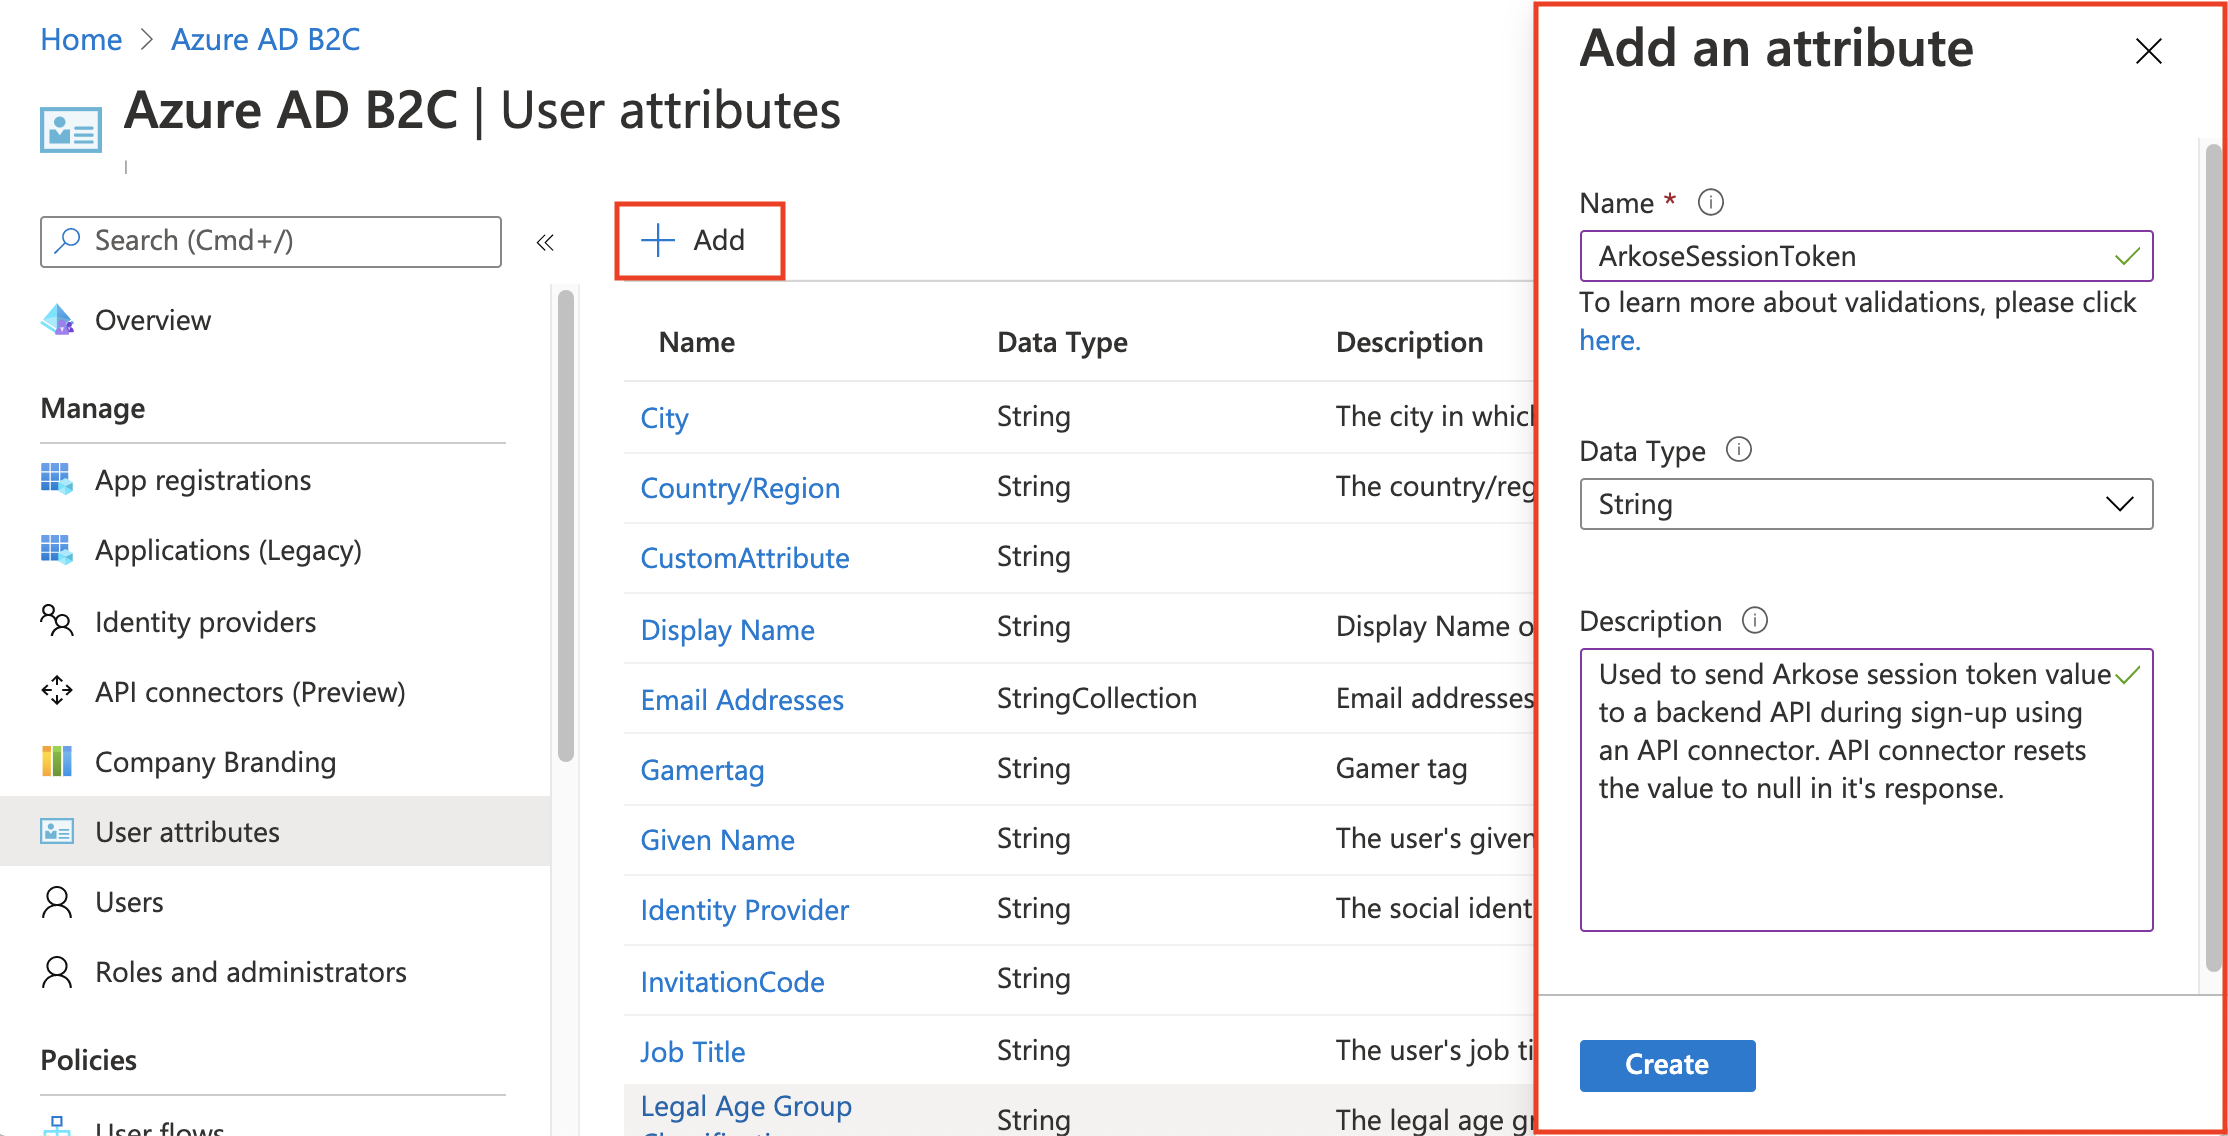 Home > Azure AD B2C
Azure AD B2C | User attributes
Search (Cmd+/)
«
Overview
Manage
App registrations
Applications (Legacy)
Identity providers
API connectors (Preview)
Company Branding
User attributes
Users
Roles and administrators
Policies
User flows
+ Add
Name Data Type Description
City String The city in which
Country/Region String The country/reg
CustomAttribute String
Display Name String Display Name o
Email Addresses StringCollection Email addresses
Gamertag String Gamer tag
Given Name String The user's given
Identity Provider String The social ident
InvitationCode String
Job Title String The user's job ti
Legal Age Group String The legal age gr
Add an attribute
Name *
ArkoseSessionToken
To learn more about validations, please click
here.
Data Type
String
Description
Used to send Arkose session token value
to a backend API during sign-up using
an API connector. API connector resets
the value to null in it's response.
Create